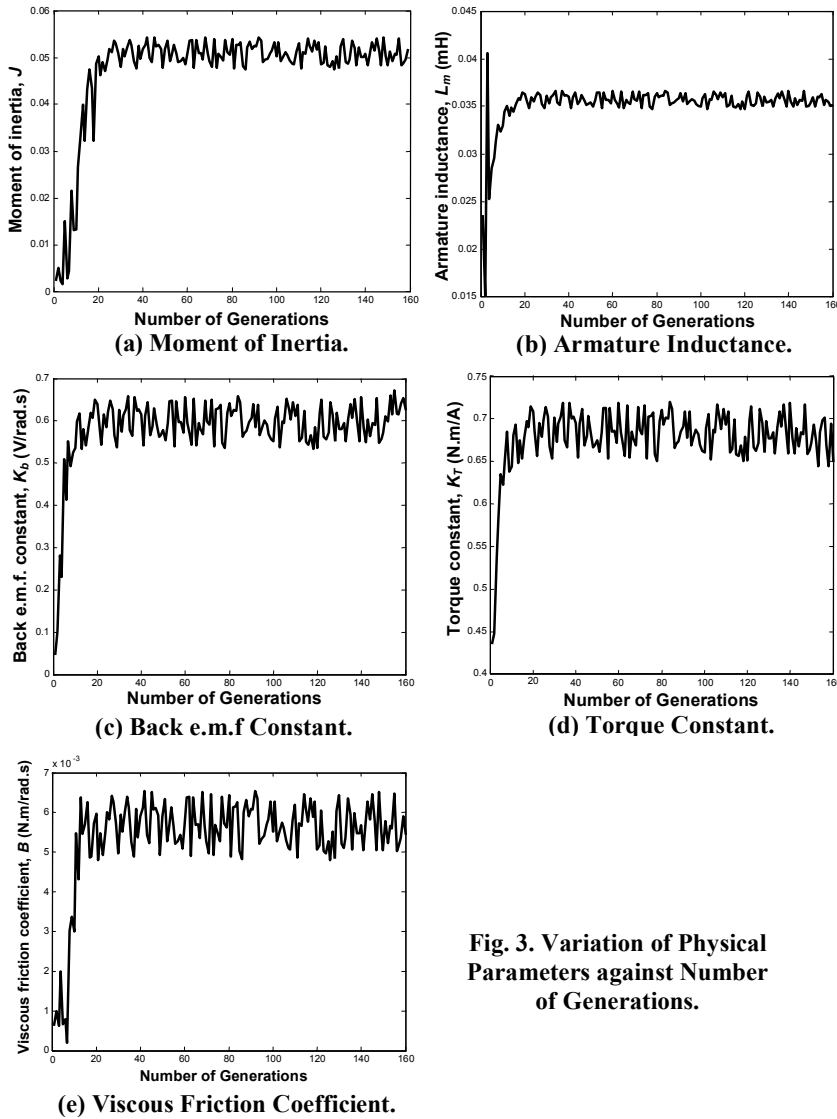 0.06
0.05
0.04
0.03
0.02
0.01
0
0 20 40 60 80 100 120 140 160
Moment of inertia, J
Number of Generations
(a) Moment of Inertia.
0.045
0.04
0.035
0.03
0.025
0.02
0.015
0 20 40 60 80 100 120 140 160
Armature inductance, Lm (mH)
Number of Generations
(b) Armature Inductance.
0.7
0.6
0.5
0.4
0.3
0.2
0.1
0
0 20 40 60 80 100 120 140 160
Back e.m.f. constant, Kb (V/rad.s)
Number of Generations
(c) Back e.m.f Constant.
0.75
0.7
0.65
0.6
0.55
0.5
0.45
0.4
0 20 40 60 80 100 120 140 160
Torque constant, KT (N.m/A)
Number of Generations
(d) Torque Constant.
x 10 -3
7
6
5
4
3
2
1
0
0 20 40 60 80 100 120 140 160
Viscous friction coefficient, B (N.m/rad.s)
Number of Generations
(e) Viscous Friction Coefficient.
Fig. 3. Variation of Physical
Parameters against Number
of Generations.